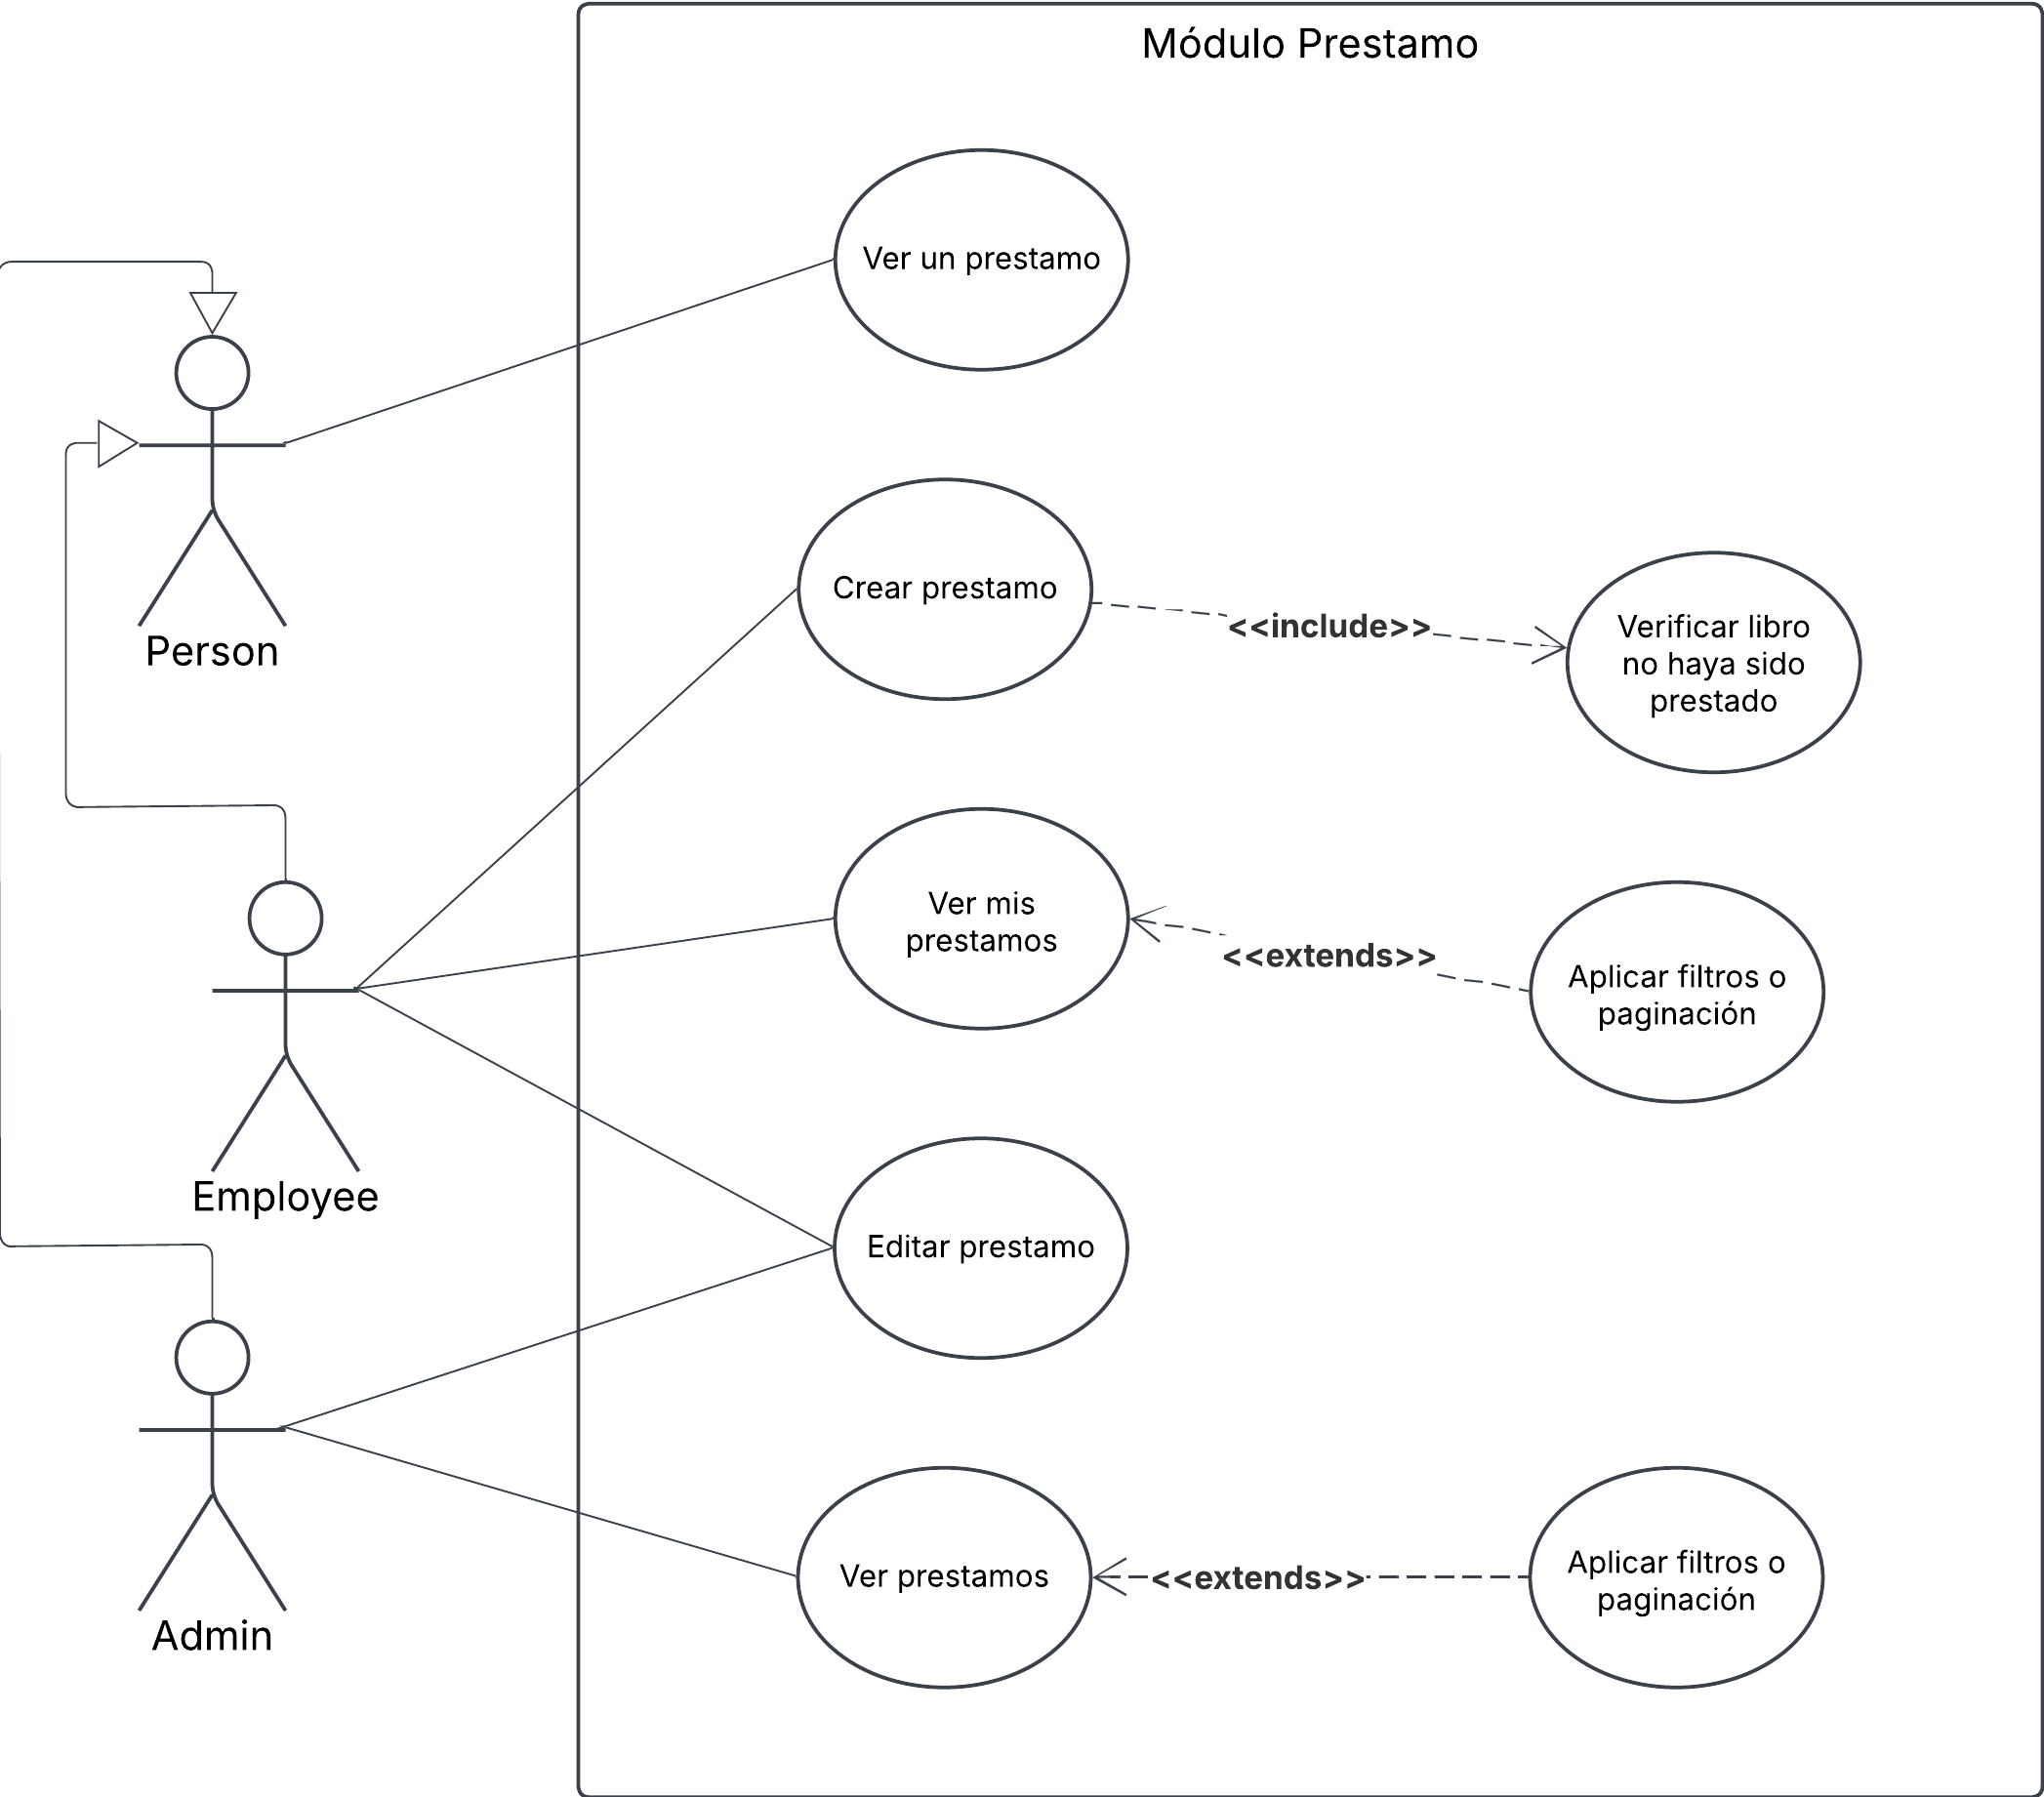 Módulo Prestamo
Ver un prestamo
Person
Crear prestamo
<<include>>
Verificar libro
no haya sido
prestado
Ver mis
prestamos
<<extends>>
Aplicar filtros o
paginación
Employee
Editar prestamo
Admin
Ver prestamos
<<extends>>
Aplicar filtros o
paginación